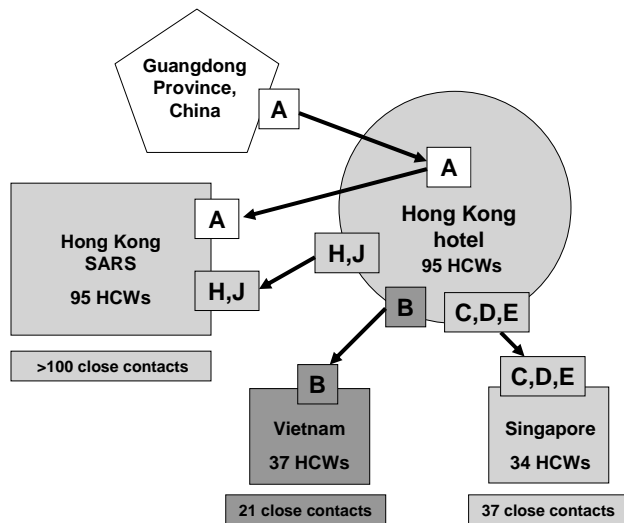 Guangdong
Province,
China
A
A
Hong Kong
hotel
95 HCWs
A
Hong Kong
SARS
95 HCWs
H,J
H,J
B
C,D,E
>100 close contacts
B
Vietnam
37 HCWs
21 close contacts
C,D,E
Singapore
34 HCWs
37 close contacts